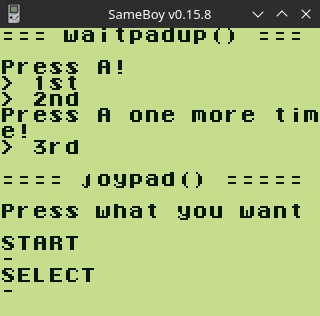 SameBoy v0.15.8
=== waitpadup() ===
Press A!
> 1st
> 2nd
Press A one more tim
e!
> 3rd
==== joypad() =====
Press what you want
START
-
SELECT
-